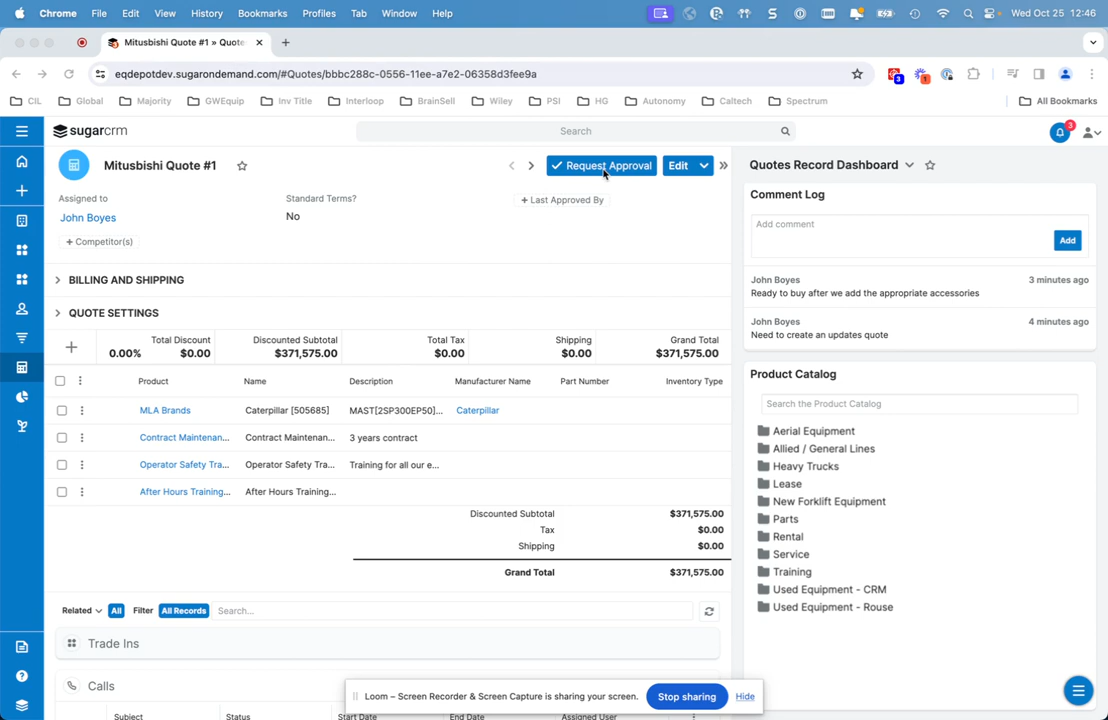 Chrome File Edit View History Bookmarks Profiles Tab Window Help Wed Oct 25 12:46
Mitusbishi Quote #1 » Quote
eqdepotdev.sugarondemand.com/#Quotes/bbbc288c-0556-11ee-a7e2-06358d3fee9a
3 1
CIL Global Majority GWEquip Inv Title Interloop BrainSell Wiley PSI HG Autonomy Caltech Spectrum All Bookmarks
sugarcrm Search 3
Mitusbishi Quote #1 Request Approval Edit
Assigned to Standard Terms? + Last Approved By
John Boyes No
+ Competitor(s)
BILLING AND SHIPPING
QUOTE SETTINGS
Total Discount Discounted Subtotal Total Tax Shipping Grand Total
0.00% $0.00 $371,575.00 $0.00 $0.00 $371,575.00
Product Name Description Manufacturer Name Part Number Inventory Type
MLA Brands Caterpillar [505685] MAST[2SP300EP50]... Caterpillar
Contract Maintenan... Contract Maintenan... 3 years contract
Operator Safety Tra... Operator Safety Tra... Training for all our e...
After Hours Training... After Hours Training...
Discounted Subtotal $371,575.00
Tax $0.00
Shipping $0.00
Grand Total $371,575.00
Related All Filter All Records Search...
Trade Ins
Calls
Subject Status Start Date End Date Assigned User
Quotes Record Dashboard
Comment Log
Add comment
Add
John Boyes 3 minutes ago
Ready to buy after we add the appropriate accessories
John Boyes 4 minutes ago
Need to create an updates quote
Product Catalog
Search the Product Catalog
Aerial Equipment
Allied / General Lines
Heavy Trucks
Lease
New Forklift Equipment
Parts
Rental
Service
Training
Used Equipment - CRM
Used Equipment - Rouse
Loom – Screen Recorder & Screen Capture is sharing your screen. Stop sharing Hide